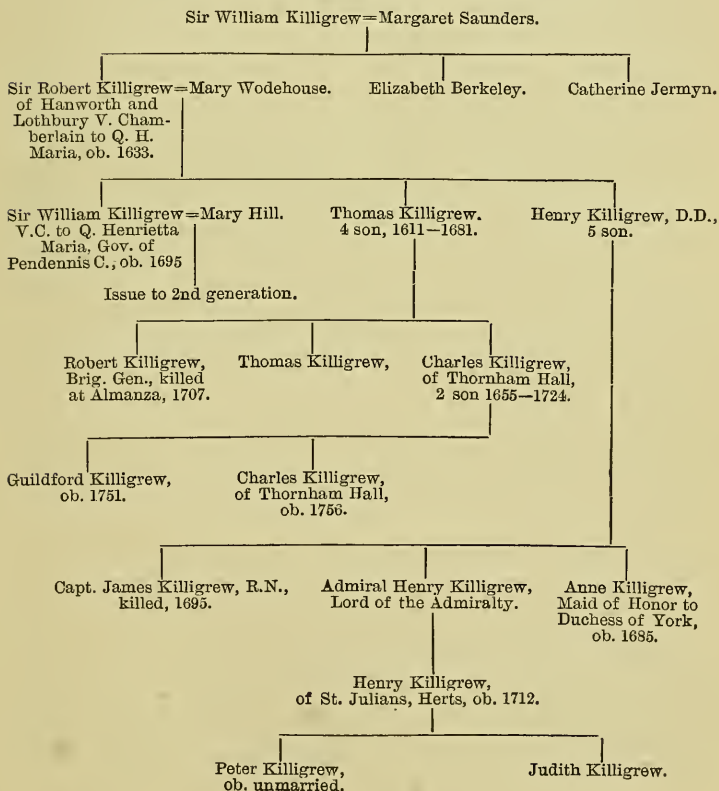 Sir William Killigrew=Margaret Saunders.
Sir Robert Killigrew=Mary Wodehouse.
of Hanworth and
Lothbury V. Cham-
berlain to Q. H.
Maria, ob. 1633.
Elizabeth Berkeley.
Catherine Jermyn.
Sir William Killigrew=Mary Hill.
V.C. to Q. Henrietta
Maria, Gov. of
Pendennis C., ob. 1695
Issue to 2nd generation.
Thomas Killigrew.
4 son, 1611—1681.
Henry Killigrew, D.D.,
5 son.
Robert Killigrew,
Brig. Gen., killed
at Almanza, 1707.
Thomas Killigrew,
Charles Killigrew,
of Thornham Hall,
2 son 1655—1724.
Guildford Killigrew,
ob. 1751.
Charles Killigrew,
of Thornham Hall,
ob. 1756.
Capt. James Killigrew, R.N.,
killed, 1695.
Admiral Henry Killigrew,
Lord of the Admiralty.
Anne Killigrew,
Maid of Honor to
Duchess of York,
ob. 1685.
Henry Killigrew,
of St. Julians, Herts, ob. 1712.
Peter Killigrew,
ob. unmarried.
Judith Killigrew.